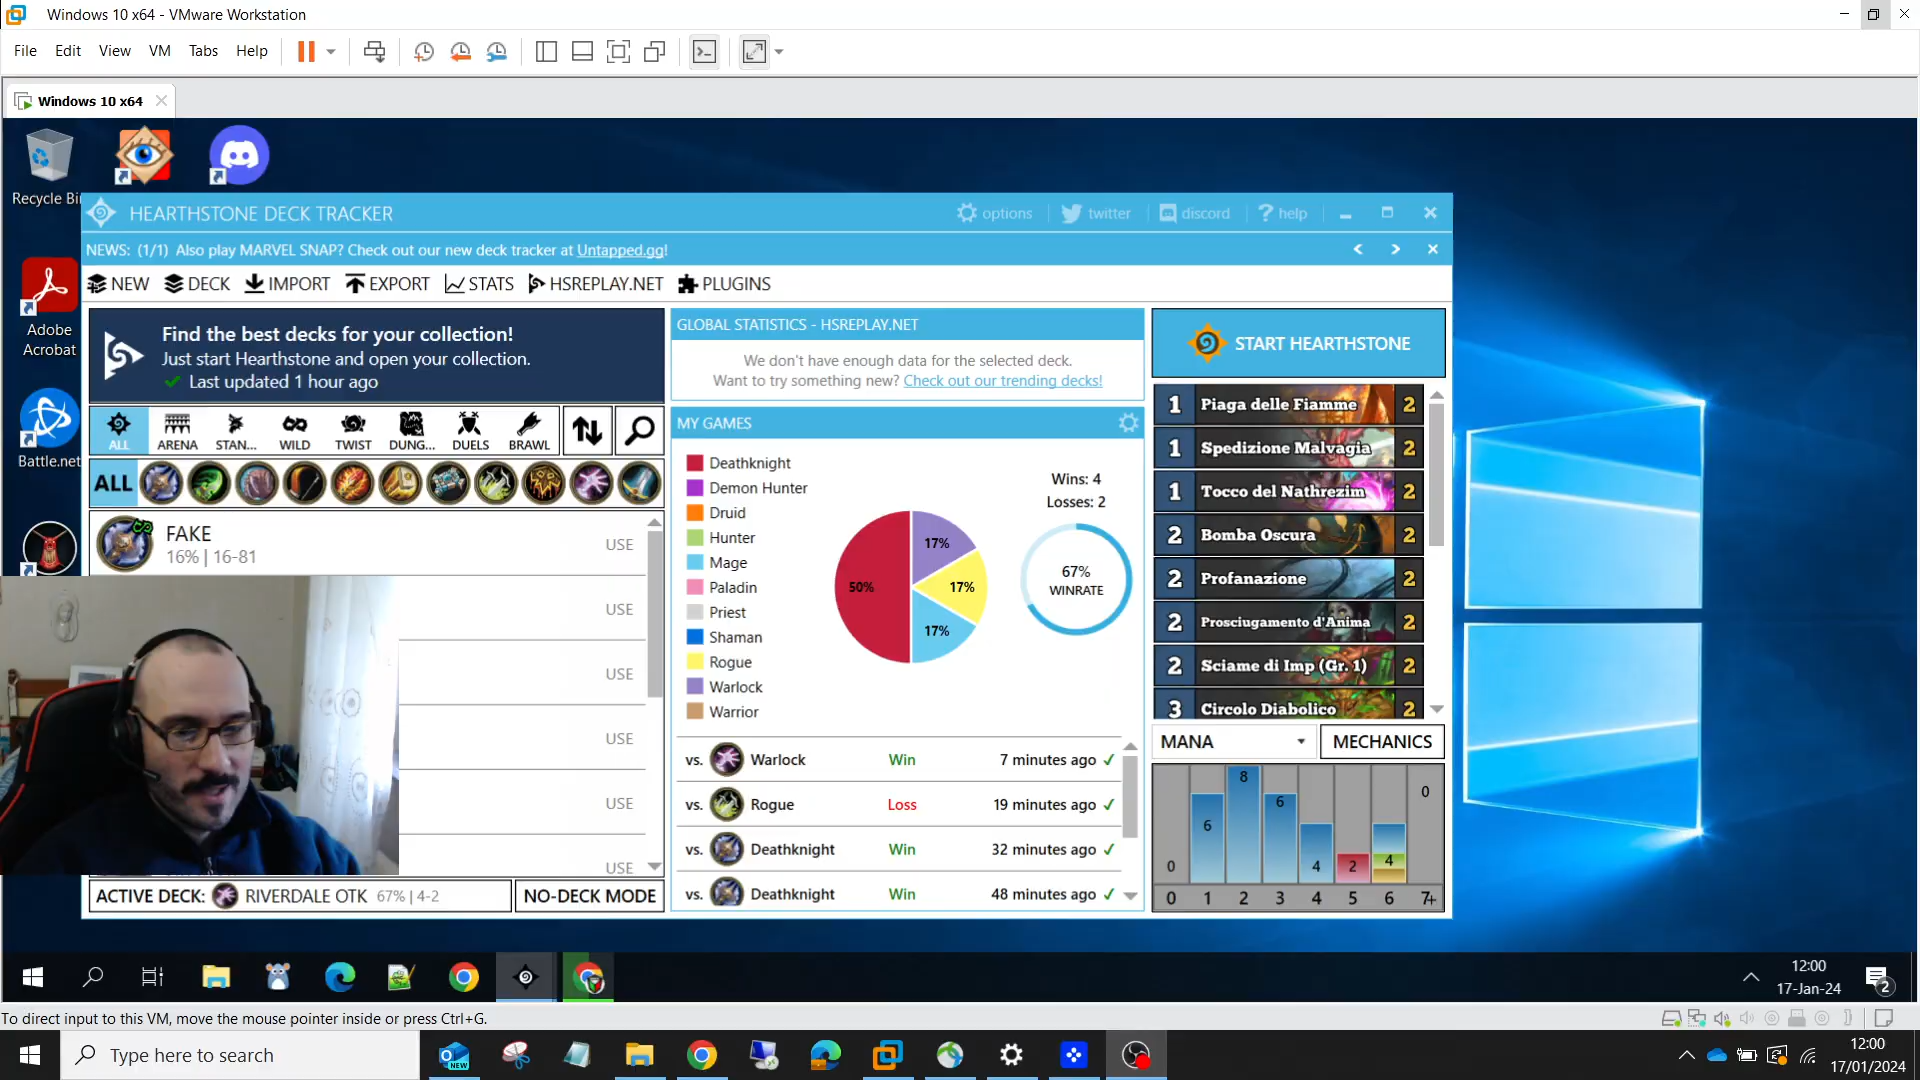 Windows 10 x64 - VMware Workstation
File Edit View VM Tabs Help
Windows 10 x64
Recycle Bi
Adobe
Acrobat
Battle.net
HEARTHSTONE DECK TRACKER
options twitter discord help
NEWS: (1/1) Also play MARVEL SNAP? Check out our new deck tracker at Untapped.gg!
NEW DECK IMPORT EXPORT STATS HSREPLAY.NET PLUGINS
Find the best decks for your collection!
Just start Hearthstone and open your collection.
Last updated 1 hour ago
ALL ARENA STAN... WILD TWIST DUNG... DUELS BRAWL
ALL
FAKE
16% | 16-81
USE
USE
USE
USE
USE
USE
ACTIVE DECK: RIVERDALE OTK 67% | 4-2
NO-DECK MODE
GLOBAL STATISTICS - HSREPLAY.NET
We don't have enough data for the selected deck.
Want to try something new? Check out our trending decks!
MY GAMES
Deathknight
Demon Hunter
Druid
Hunter
Mage
Paladin
Priest
Shaman
Rogue
Warlock
Warrior
50%
17%
17%
17%
Wins: 4
Losses: 2
67%
WINRATE
vs. Warlock Win 7 minutes ago
vs. Rogue Loss 19 minutes ago
vs. Deathknight Win 32 minutes ago
vs. Deathknight Win 48 minutes ago
START HEARTHSTONE
1 Piaga delle Fiamme 2
1 Spedizione Malvagia 2
1 Tocco del Nathrezim 2
2 Bomba Oscura 2
2 Profanazione 2
2 Prosciugamento d'Anima 2
2 Sciame di Imp (Gr. 1) 2
3 Circolo Diabolico 2
MANA
MECHANICS
0 6 8 6 4 2 4 0
0 1 2 3 4 5 6 7+
12:00
17-Jan-24
2
To direct input to this VM, move the mouse pointer inside or press Ctrl+G.
Type here to search
NEW
12:00
17/01/2024